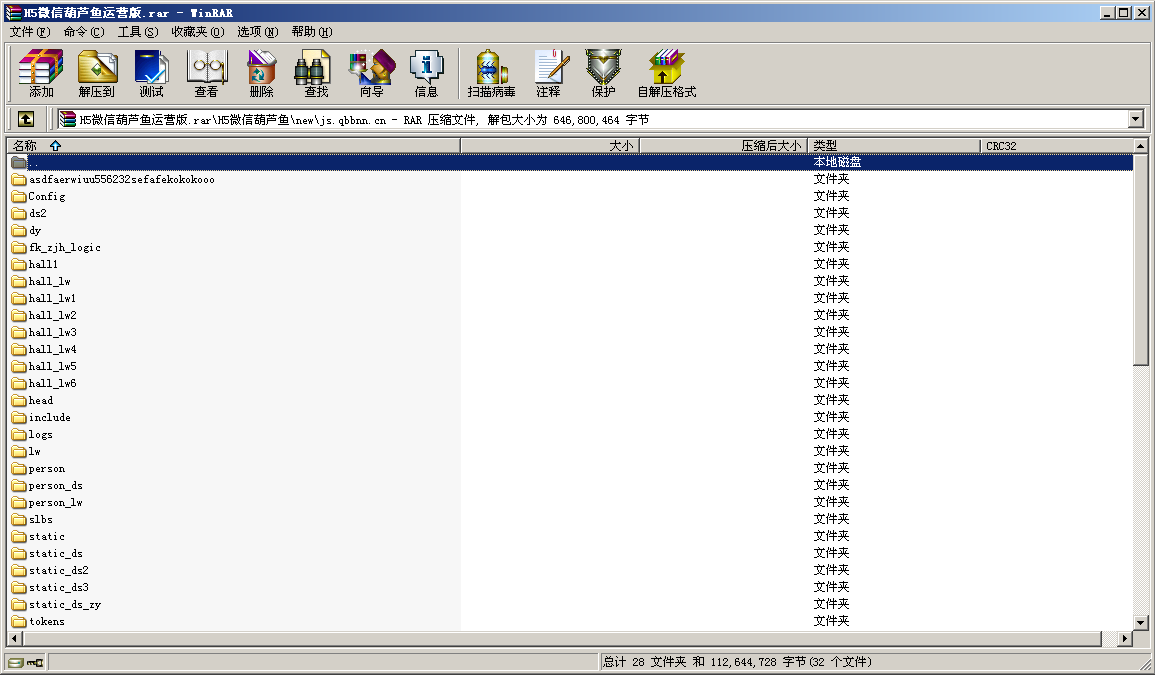 H5微信葫芦鱼运营版.rar - WinRAR
文件(F) 命令(C) 工具(S) 收藏夹(O) 选项(N) 帮助(H)
添加 解压到 测试 查看 删除 查找 向导 信息 扫描病毒 注释 保护 自解压格式
H5微信葫芦鱼运营版.rar\H5微信葫芦鱼\new\js.qbbnn.cn - RAR 压缩文件, 解包大小为 646,800,464 字节
名称 大小 压缩后大小 类型 CRC32
.. 本地磁盘
asdfaerwiuu556232sefafekokokooo 文件夹
Config 文件夹
ds2 文件夹
dy 文件夹
fk_zjh_logic 文件夹
hall1 文件夹
hall_lw 文件夹
hall_lw1 文件夹
hall_lw2 文件夹
hall_lw3 文件夹
hall_lw4 文件夹
hall_lw5 文件夹
hall_lw6 文件夹
head 文件夹
include 文件夹
logs 文件夹
lw 文件夹
person 文件夹
person_ds 文件夹
person_lw 文件夹
slbs 文件夹
static 文件夹
static_ds 文件夹
static_ds2 文件夹
static_ds3 文件夹
static_ds_zy 文件夹
tokens 文件夹
总计 28 文件夹 和 112,644,728 字节(32 个文件)